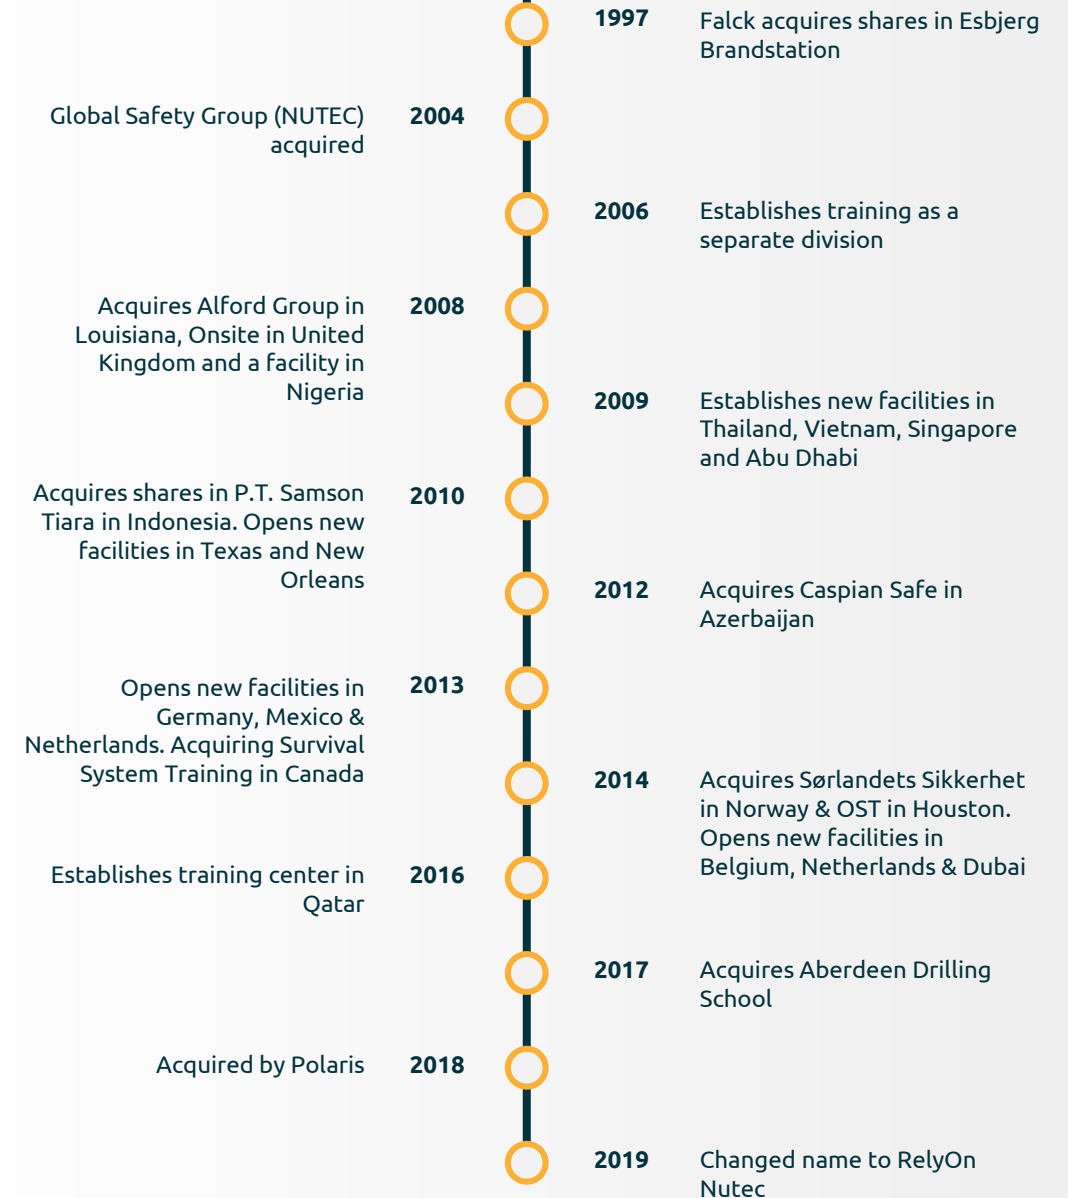 1997
Falck acquires shares in Esbjerg
Brandstation
Global Safety Group (NUTEC)
acquired
2004
2006
Establishes training as a
separate division
Acquires Alford Group in
Louisiana, Onsite in United
Kingdom and a facility in
Nigeria
2008
2009
Establishes new facilities in
Thailand, Vietnam, Singapore
and Abu Dhabi
Acquires shares in P.T. Samson
Tiara in Indonesia. Opens new
facilities in Texas and New
Orleans
2010
2012
Acquires Caspian Safe in
Azerbaijan
Opens new facilities in
Germany, Mexico &
Netherlands. Acquiring Survival
System Training in Canada
2013
2014
Acquires Sørlandets Sikkerhet
in Norway & OST in Houston.
Opens new facilities in
Belgium, Netherlands & Dubai
Establishes training center in
Qatar
2016
2017
Acquires Aberdeen Drilling
School
Acquired by Polaris
2018
2019
Changed name to RelyOn
Nutec